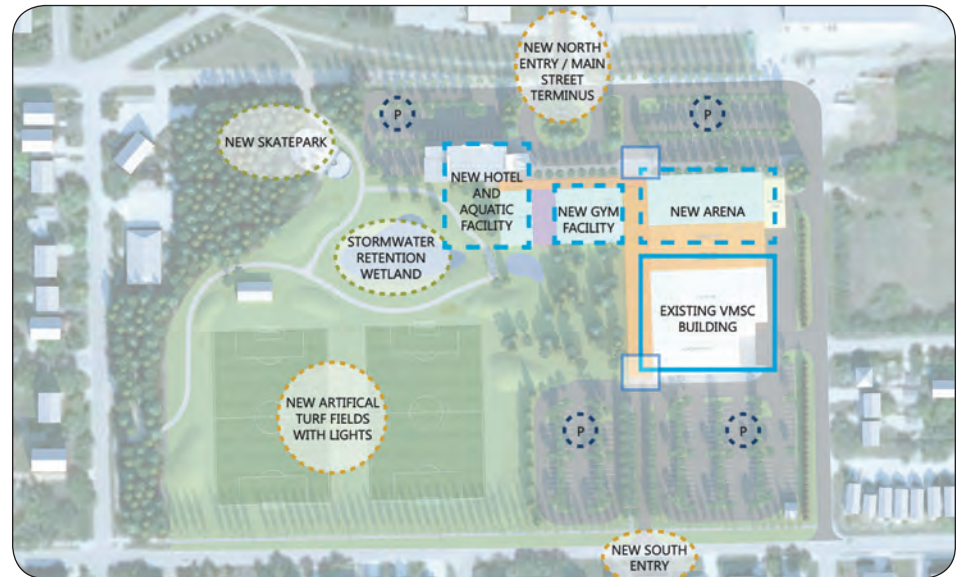 NEW NORTH
ENTRY / MAIN
STREET
TERMINUS
P
P
NEW SKATEPARK
NEW HOTEL
AND
AQUATIC
FACILITY
NEW GYM
FACILITY
NEW ARENA
STORMWATER
RETENTION
WETLAND
EXISTING VMSC
BUILDING
NEW ARTIFICAL
TURF FIELDS
WITH LIGHTS
P
P
NEW SOUTH
ENTRY